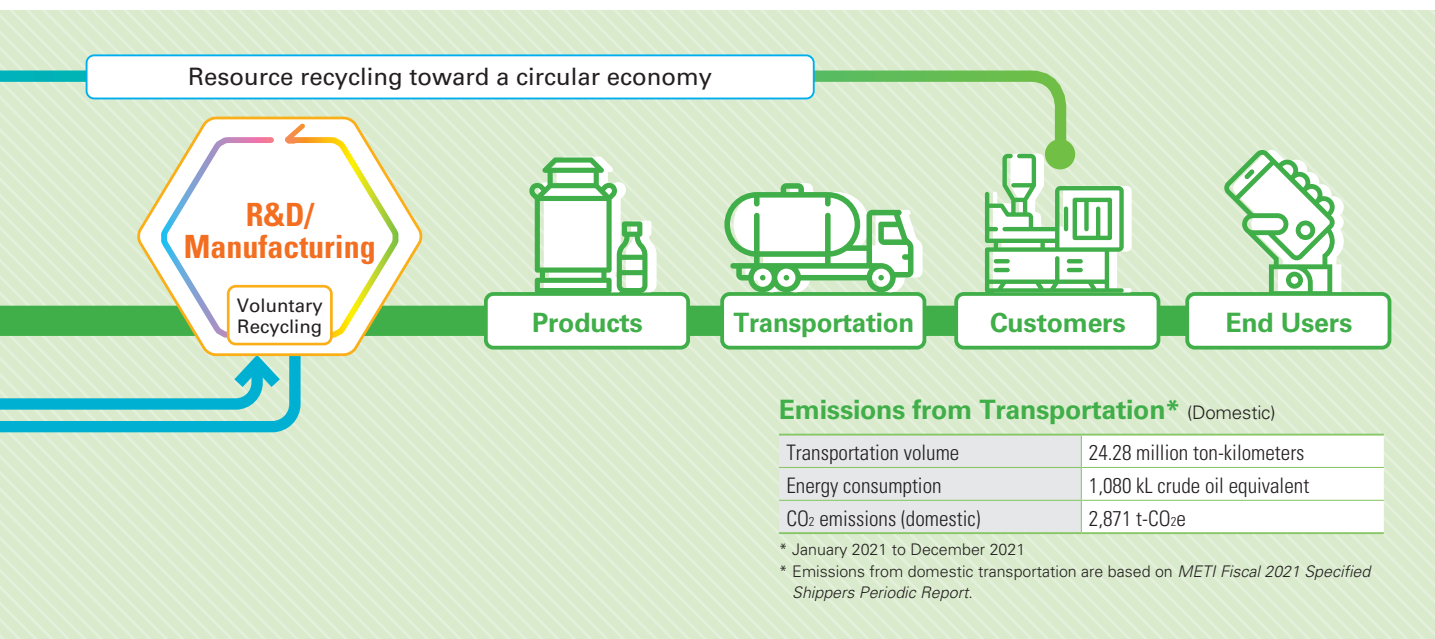 Resource recycling toward a circular economy
R&D/
Manufacturing
Voluntary
Recycling
Products
Transportation
Customers
End Users
Emissions from Transportation* (Domestic)
Transportation volume 24.28 million ton-kilometers
Energy consumption 1,080 kL crude oil equivalent
CO2 emissions (domestic) 2,871 t-CO2e
* January 2021 to December 2021
* Emissions from domestic transportation are based on METI Fiscal 2021 Specified
Shippers Periodic Report.